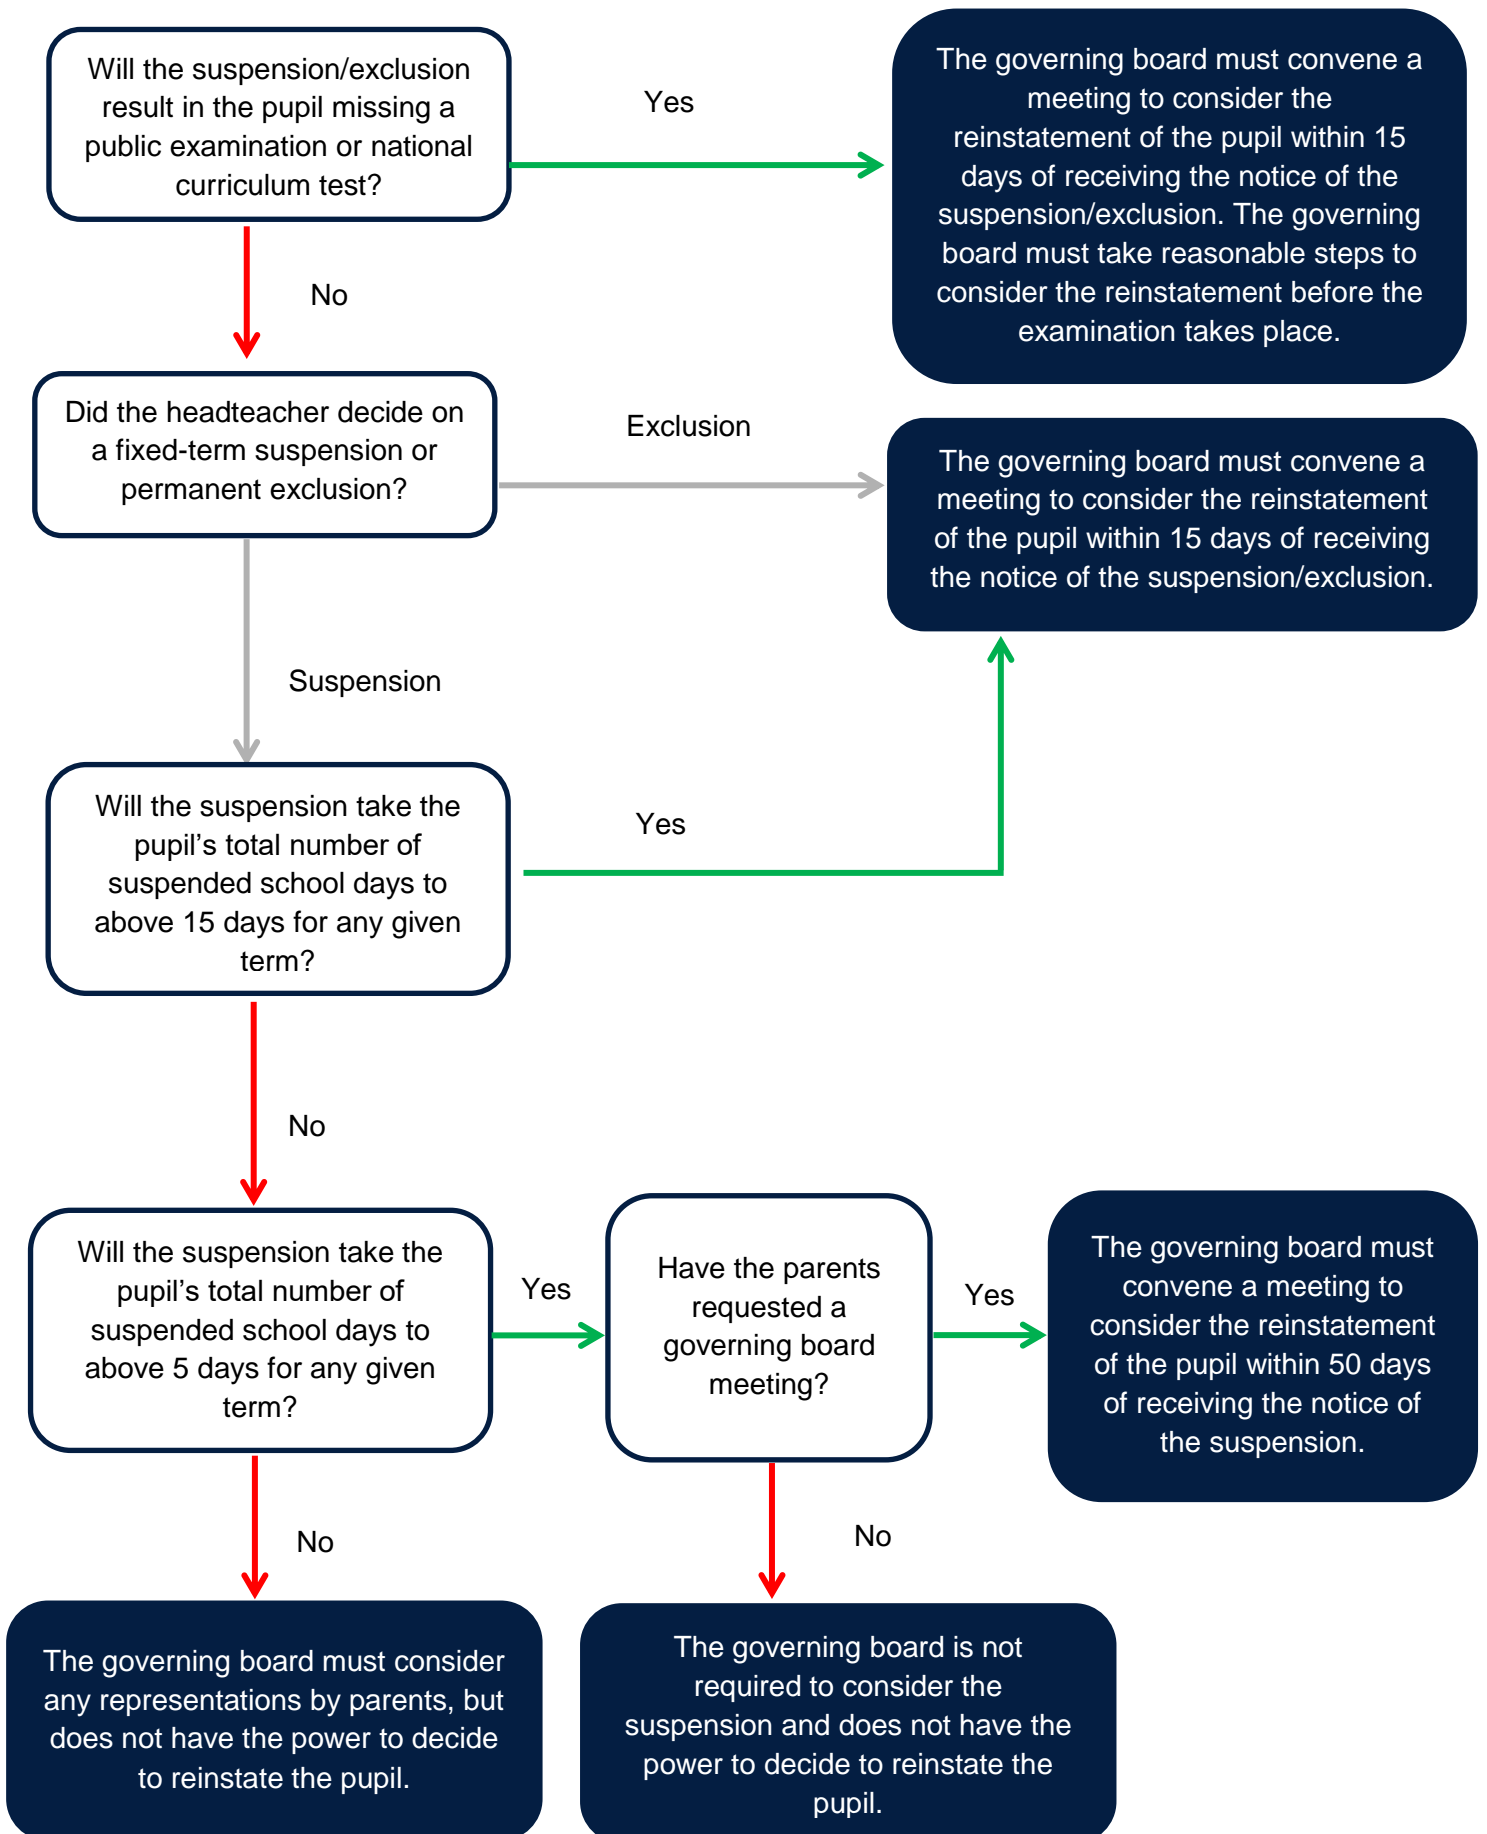 Will the suspension/exclusion
result in the pupil missing a
public examination or national
curriculum test?
Yes
The governing board must convene a
meeting to consider the
reinstatement of the pupil within 15
days of receiving the notice of the
suspension/exclusion. The governing
board must take reasonable steps to
consider the reinstatement before the
examination takes place.
No
Did the headteacher decide on
a fixed-term suspension or
permanent exclusion?
Exclusion
The governing board must convene a
meeting to consider the reinstatement
of the pupil within 15 days of receiving
the notice of the suspension/exclusion.
Suspension
Will the suspension take the
pupil’s total number of
suspended school days to
above 15 days for any given
term?
Yes
No
Will the suspension take the
pupil’s total number of
suspended school days to
above 5 days for any given
term?
Yes
Have the parents
requested a
governing board
meeting?
Yes
The governing board must
convene a meeting to
consider the reinstatement
of the pupil within 50 days
of receiving the notice of
the suspension.
No
No
The governing board must consider
any representations by parents, but
does not have the power to decide
to reinstate the pupil.
The governing board is not
required to consider the
suspension and does not have the
power to decide to reinstate the
pupil.